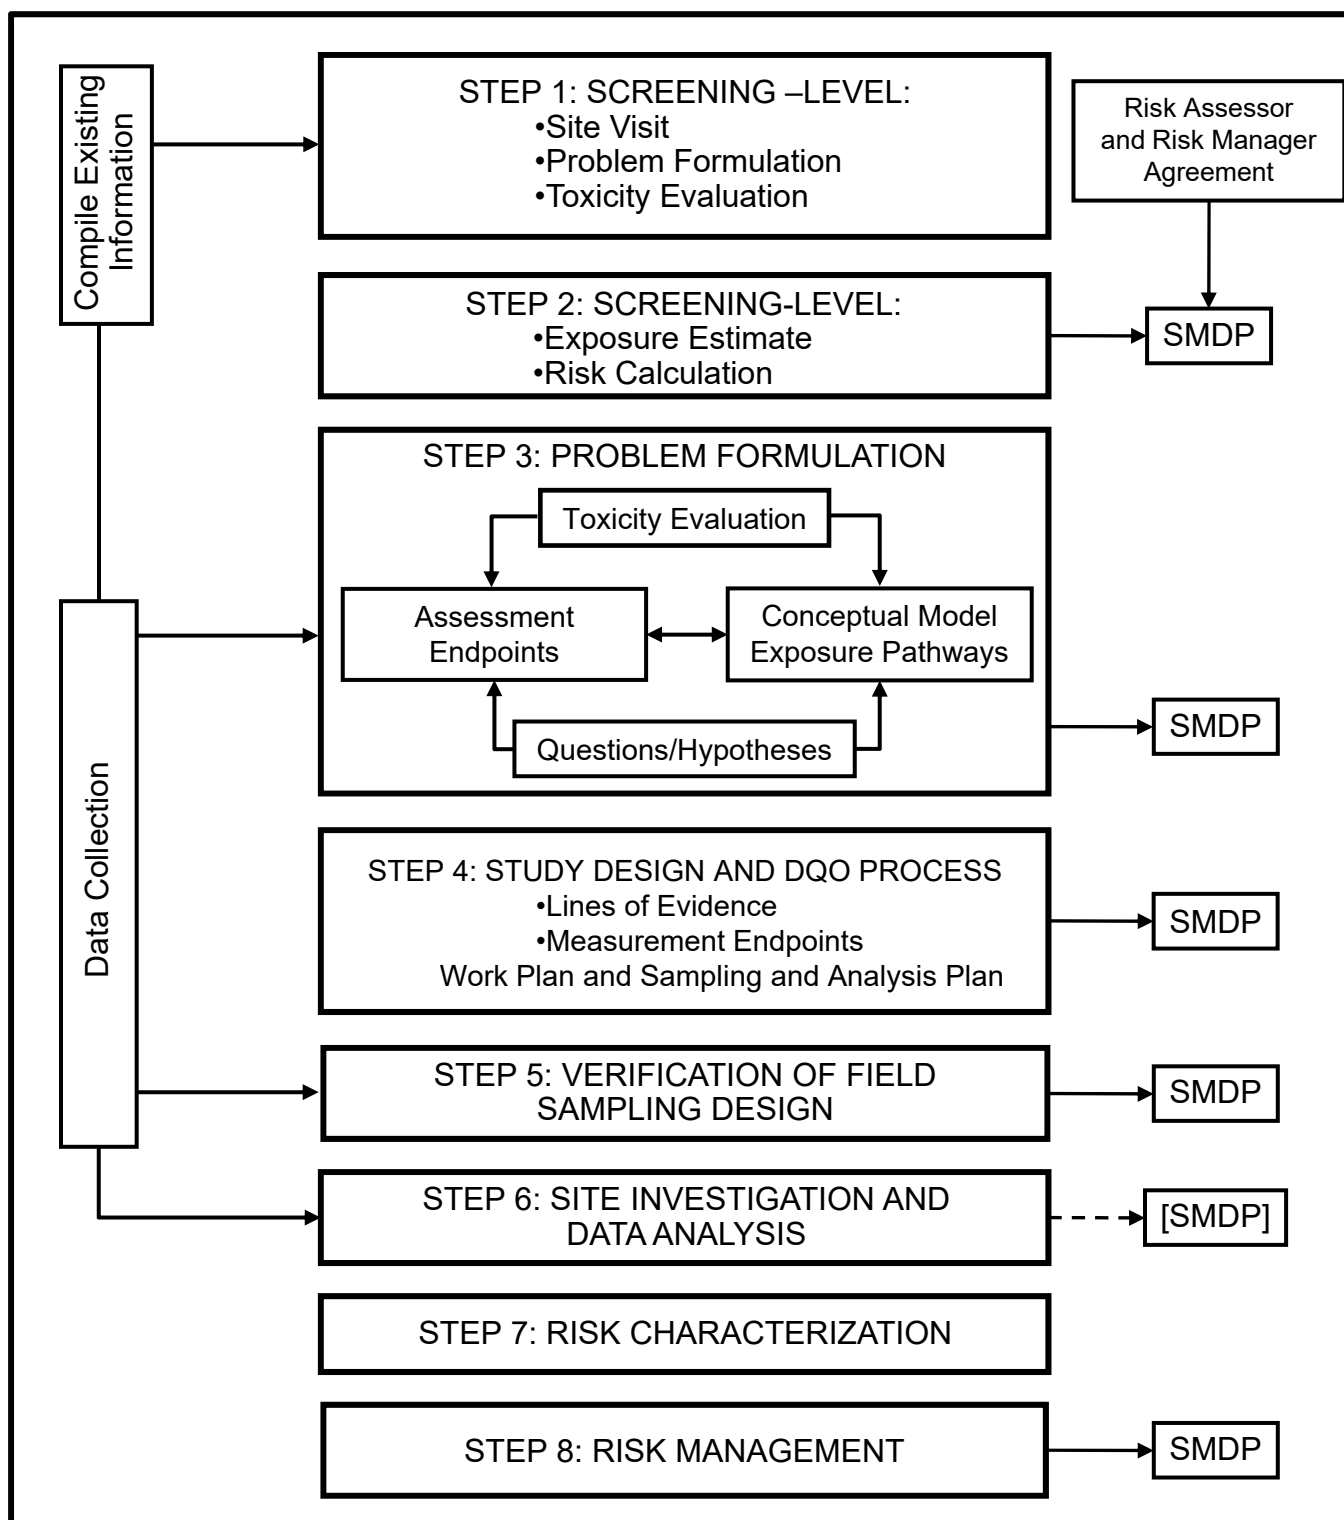 Compile Existing
Information
STEP 1: SCREENING –LEVEL:
•Site Visit
•Problem Formulation
•Toxicity Evaluation
Risk Assessor
and Risk Manager
Agreement
STEP 2: SCREENING-LEVEL:
•Exposure Estimate
•Risk Calculation
SMDP
STEP 3: PROBLEM FORMULATION
Toxicity Evaluation
Assessment
Endpoints
Conceptual Model
Exposure Pathways
Questions/Hypotheses
SMDP
Data Collection
STEP 4: STUDY DESIGN AND DQO PROCESS
•Lines of Evidence
•Measurement Endpoints
Work Plan and Sampling and Analysis Plan
SMDP
STEP 5: VERIFICATION OF FIELD
SAMPLING DESIGN
SMDP
STEP 6: SITE INVESTIGATION AND
DATA ANALYSIS
[SMDP]
STEP 7: RISK CHARACTERIZATION
STEP 8: RISK MANAGEMENT
SMDP